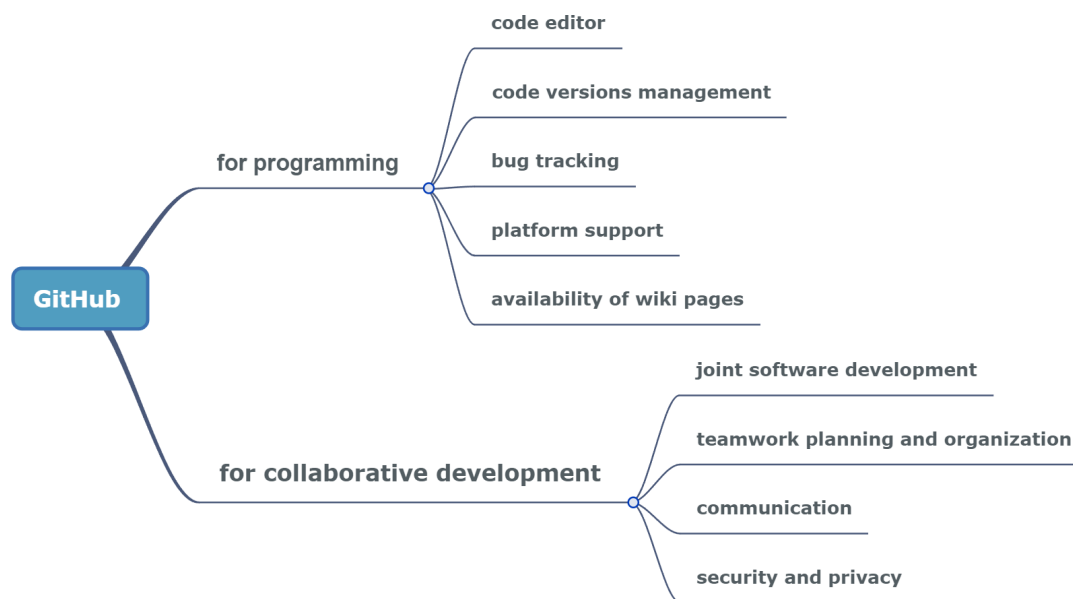 code editor
code versions management
for programming
bug tracking
platform support
GitHub
availability of wiki pages
joint software development
for collaborative development
teamwork planning and organization
communication
security and privacy